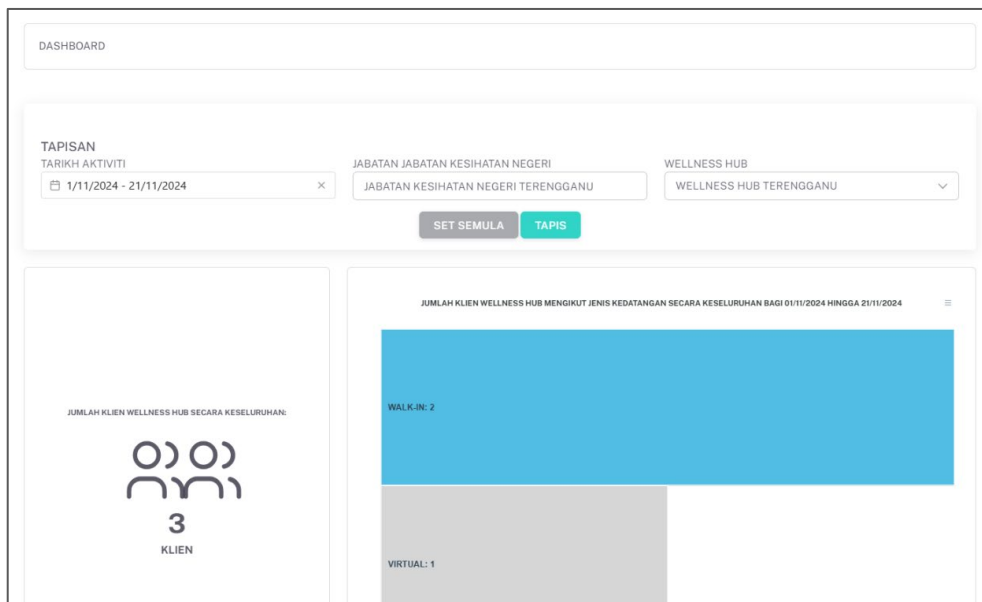 DASHBOARD
TAPISAN
TARIKH AKTIVITI
1/11/2024 - 21/11/2024
JABATAN JABATAN KESIHATAN NEGERI
JABATAN KESIHATAN NEGERI TERENGGANU
WELLNESS HUB
WELLNESS HUB TERENGGANU
SET SEMULA
TAPIS
JUMLAH KLIEN WELLNESS HUB SECARA KESELURUHAN:
3
KLIEN
JUMLAH KLIEN WELLNESS HUB MENGIKUT JENIS KEDATANGAN SECARA KESELURUHAN BAGI 01/11/2024 HINGGA 21/11/2024
WALK-IN: 2
VIRTUAL: 1